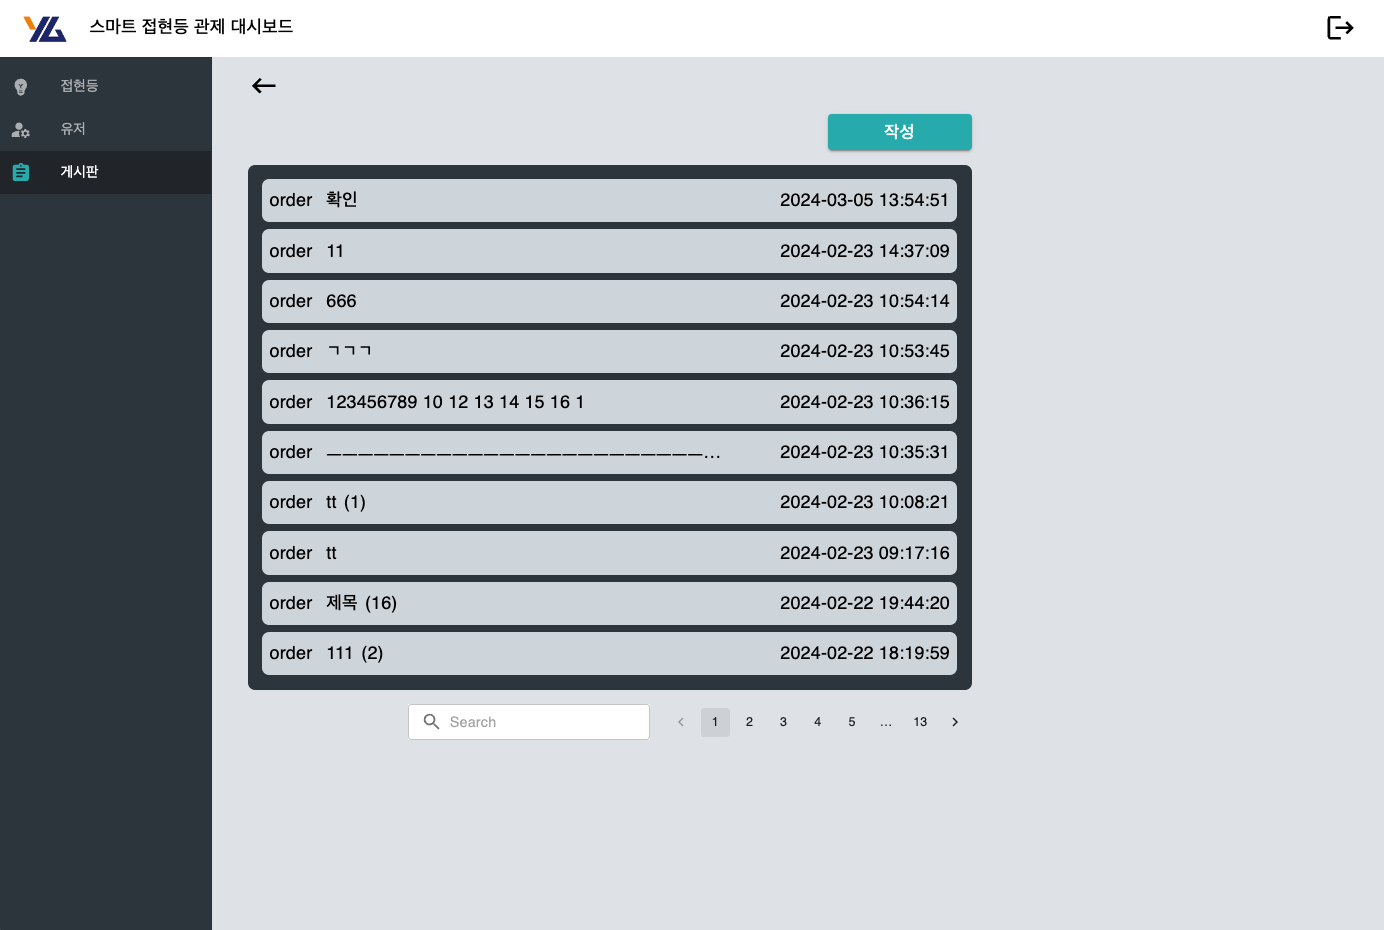 스마트 접현등 관제 대시보드
접현등
유저
게시판
작성
order 확인 2024-03-05 13:54:51
order 11 2024-02-23 14:37:09
order 666 2024-02-23 10:54:14
order ㄱㄱㄱ 2024-02-23 10:53:45
order 123456789 10 12 13 14 15 16 1 2024-02-23 10:36:15
order ㅡㅡㅡㅡㅡㅡㅡㅡㅡㅡㅡㅡㅡㅡㅡㅡㅡㅡㅡㅡㅡㅡㅡㅡ... 2024-02-23 10:35:31
order tt (1) 2024-02-23 10:08:21
order tt 2024-02-23 09:17:16
order 제목 (16) 2024-02-22 19:44:20
order 111 (2) 2024-02-22 18:19:59
Search 1 2 3 4 5 ... 13